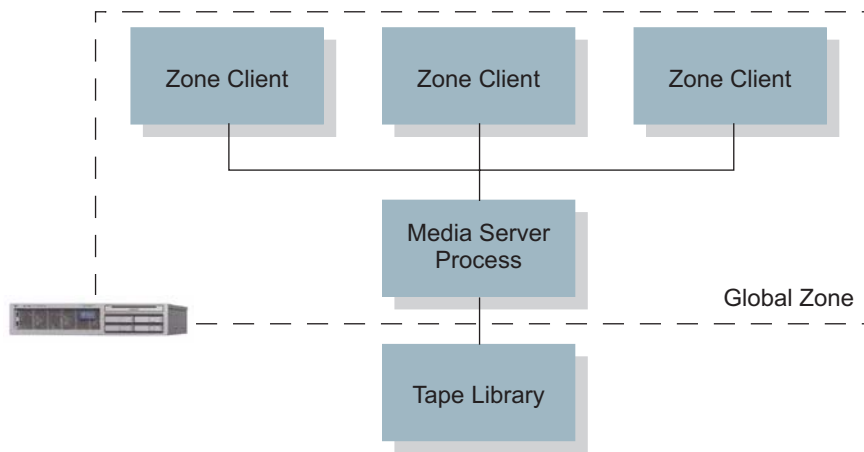 Zone Client
Zone Client
Zone Client
Media Server
Process
Global Zone
Tape Library